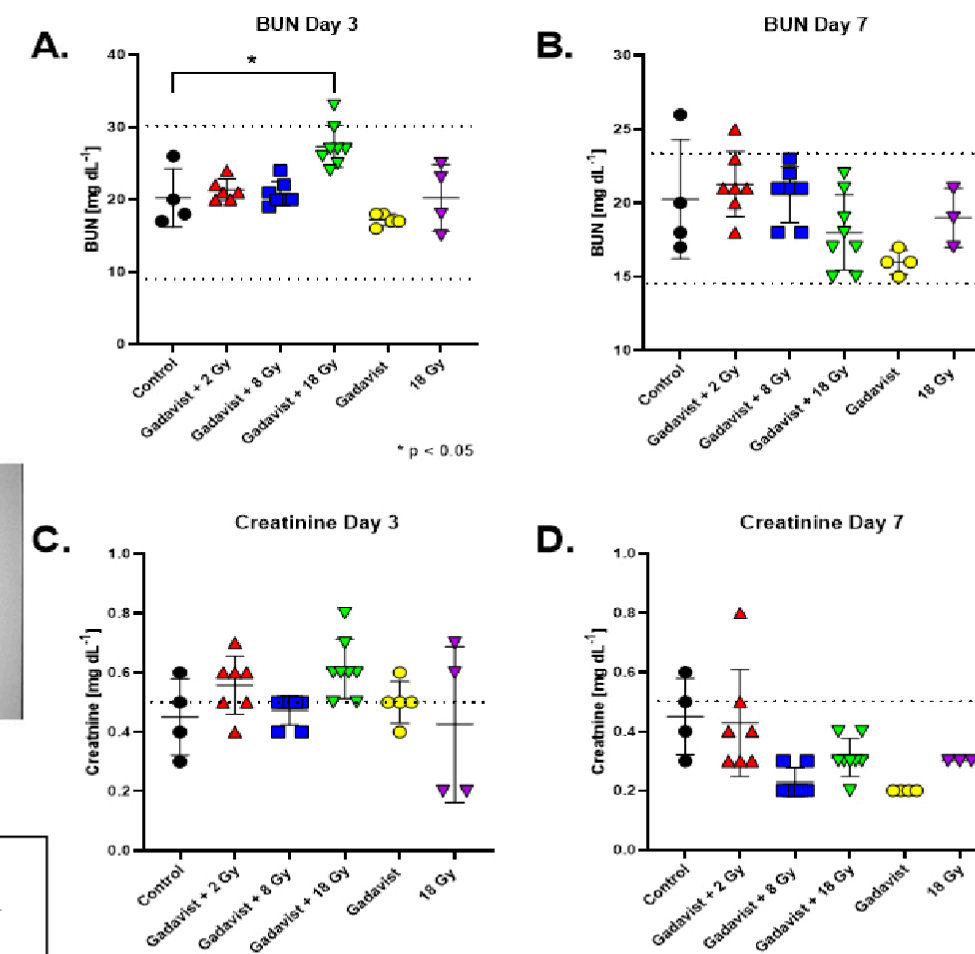 A.
BUN Day 3
BUN [mg dL⁻¹]
40
30
20
10
0
*
Control
Gadavist + 2 Gy
Gadavist + 8 Gy
Gadavist + 18 Gy
Gadavist
18 Gy
* p < 0.05
B.
BUN Day 7
BUN [mg dL⁻¹]
30
25
20
15
10
Control
Gadavist + 2 Gy
Gadavist + 8 Gy
Gadavist + 18 Gy
Gadavist
18 Gy
C.
Creatinine Day 3
Creatnine [mg dL⁻¹]
1.0
0.8
0.6
0.4
0.2
0.0
Control
Gadavist + 2 Gy
Gadavist + 8 Gy
Gadavist + 18 Gy
Gadavist
18 Gy
D.
Creatinine Day 7
Creatnine [mg dL⁻¹]
1.0
0.8
0.6
0.4
0.2
0.0
Control
Gadavist + 2 Gy
Gadavist + 8 Gy
Gadavist + 18 Gy
Gadavist
18 Gy